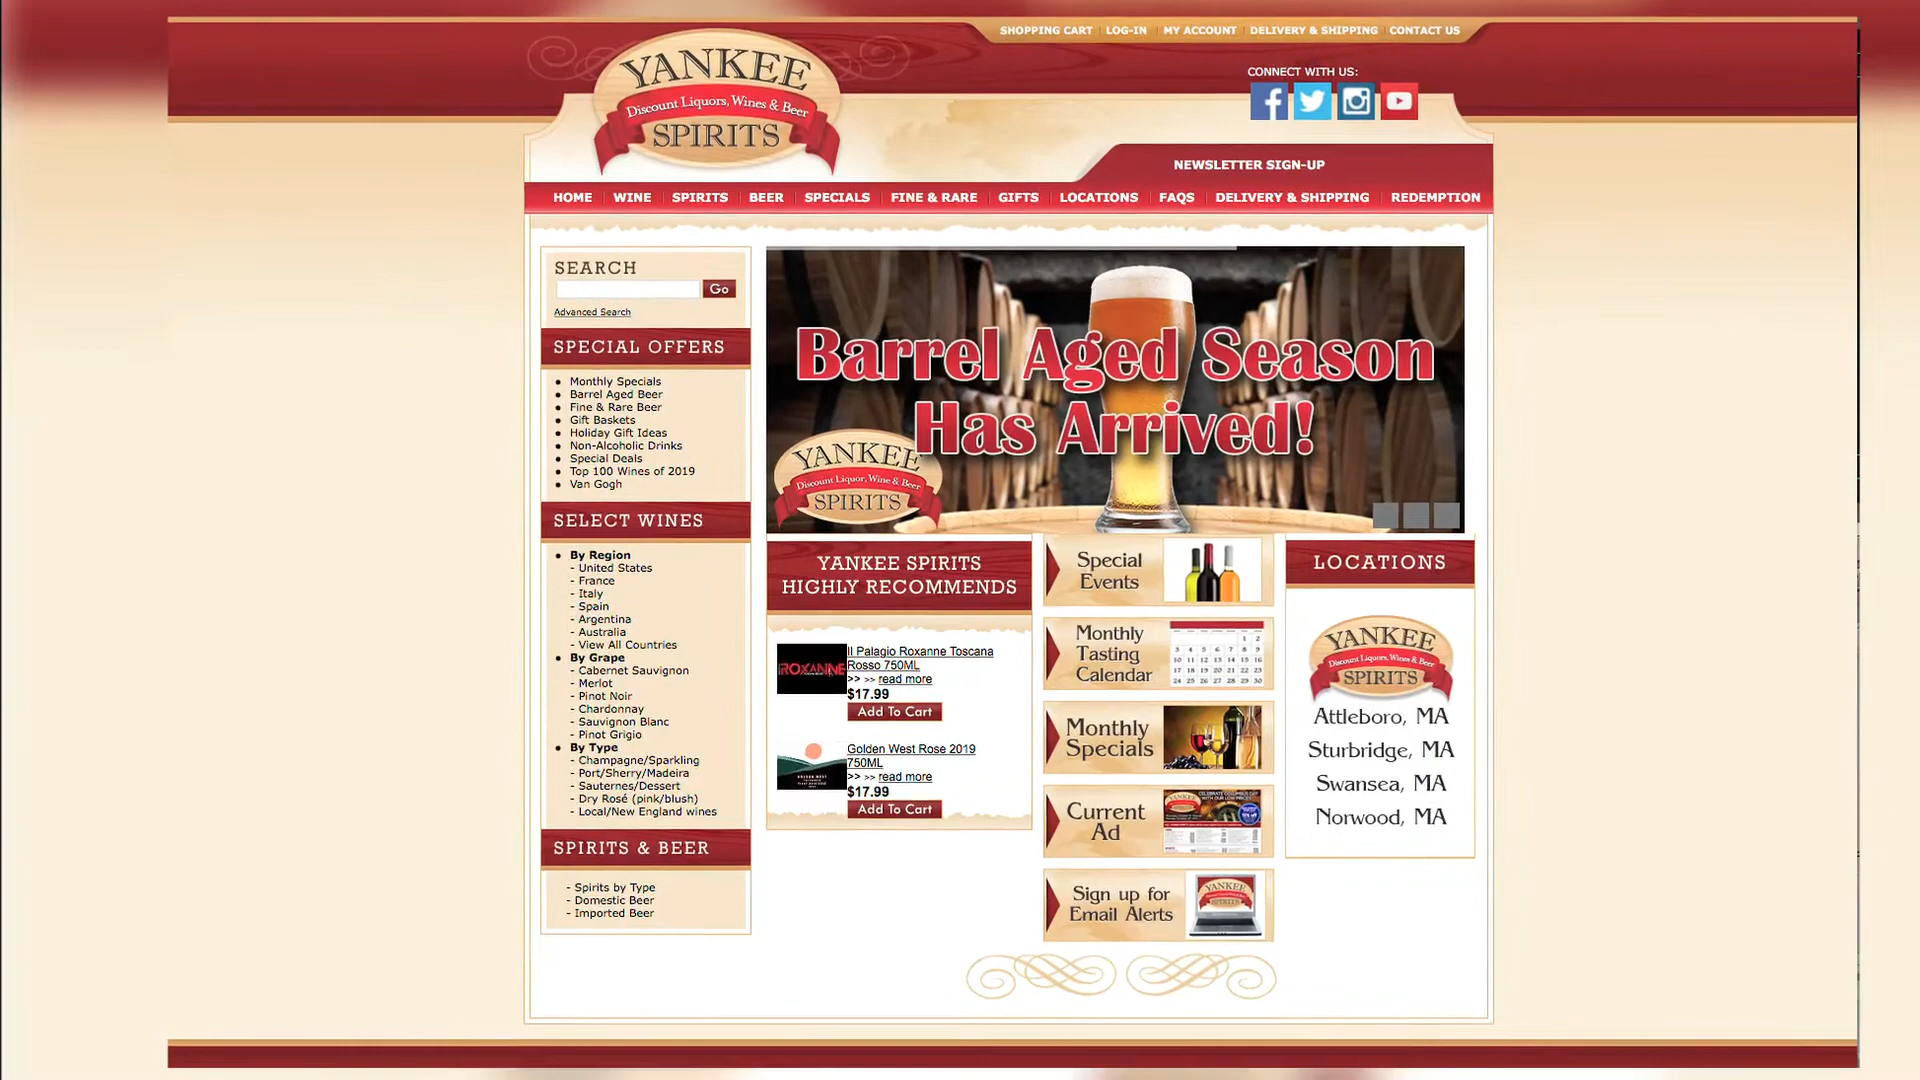 SHOPPING CART LOG-IN MY ACCOUNT DELIVERY & SHIPPING CONTACT US
YANKEE
Discount Liquors, Wines & Beer
SPIRITS
CONNECT WITH US:
NEWSLETTER SIGN-UP
HOME WINE SPIRITS BEER SPECIALS FINE & RARE GIFTS LOCATIONS FAQS DELIVERY & SHIPPING REDEMPTION
SEARCH
Go
Advanced Search
SPECIAL OFFERS
Monthly Specials
Barrel Aged Beer
Fine & Rare Beer
Gift Baskets
Holiday Gift Ideas
Non-Alcoholic Drinks
Special Deals
Top 100 Wines of 2019
Van Gogh
SELECT WINES
By Region
- United States
- France
- Italy
- Spain
- Argentina
- Australia
- View All Countries
By Grape
- Cabernet Sauvignon
- Merlot
- Pinot Noir
- Chardonnay
- Sauvignon Blanc
- Pinot Grigio
By Type
- Champagne/Sparkling
- Port/Sherry/Madeira
- Sauternes/Dessert
- Dry Rosé (pink/blush)
- Local/New England wines
SPIRITS & BEER
- Spirits by Type
- Domestic Beer
- Imported Beer
Barrel Aged Season
Has Arrived!
YANKEE
Discount Liquor, Wine & Beer
SPIRITS
YANKEE SPIRITS
HIGHLY RECOMMENDS
ROXANNE
Il Palagio Roxanne Toscana
Rosso 750ML
>> >> read more
$17.99
Add To Cart
Golden West Rose 2019
750ML
>> >> read more
$17.99
Add To Cart
Special
Events
Monthly
Tasting
Calendar
Monthly
Specials
Current
Ad
Sign up for
Email Alerts
YANKEE
SPIRITS
LOCATIONS
YANKEE
Discount Liquors, Wines & Beer
SPIRITS
Attleboro, MA
Sturbridge, MA
Swansea, MA
Norwood, MA